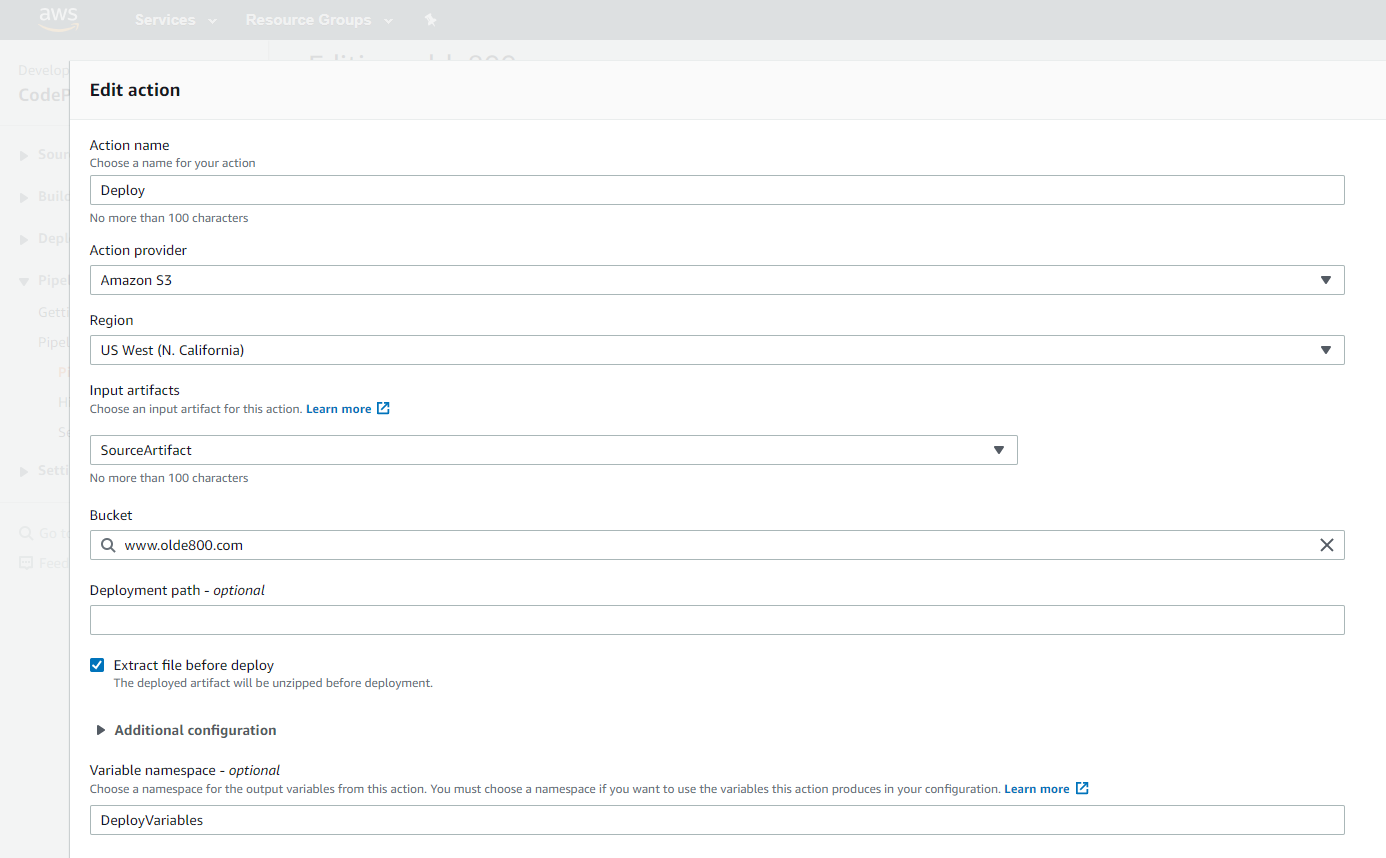 aws Services Resource Groups
Develop
CodeP
Edit action
Sour
Build
Depl
Pipel
Getti
Pipel
Setti
Go to
Feed
Action name
Choose a name for your action
Deploy
No more than 100 characters
Action provider
Amazon S3
Region
US West (N. California)
Input artifacts
Choose an input artifact for this action. Learn more
SourceArtifact
No more than 100 characters
Bucket
www.olde800.com
Deployment path - optional
Extract file before deploy
The deployed artifact will be unzipped before deployment.
Additional configuration
Variable namespace - optional
Choose a namespace for the output variables from this action. You must choose a namespace if you want to use the variables this action produces in your configuration. Learn more
DeployVariables